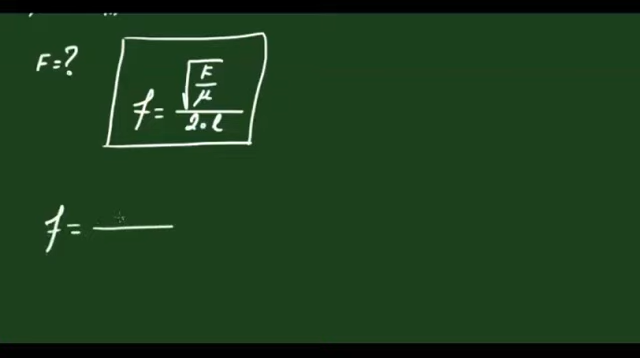 F=?
f= √(F/μ) / 2·l
f=